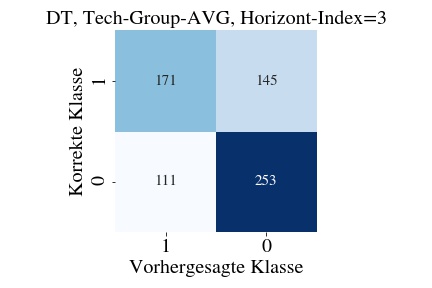 DT, Tech-Group-AVG, Horizont-Index=3
Korrekte Klasse
1
171
145
0
111
253
1
0
Vorhergesagte Klasse